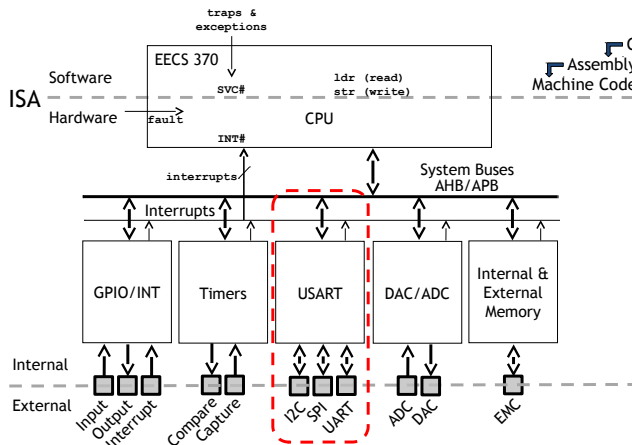 traps &
exceptions
EECS 370
C
Software
ldr (read)
Assembly
SVC#
str (write)
Machine Code
ISA
Hardware
fault
CPU
INT#
interrupts
System Buses
AHB/APB
Interrupts
GPIO/INT
Timers
USART
DAC/ADC
Internal &
External
Memory
Internal
External
Input
Output
Interrupt
Compare
Capture
I2C
SPI
UART
ADC
DAC
EMC